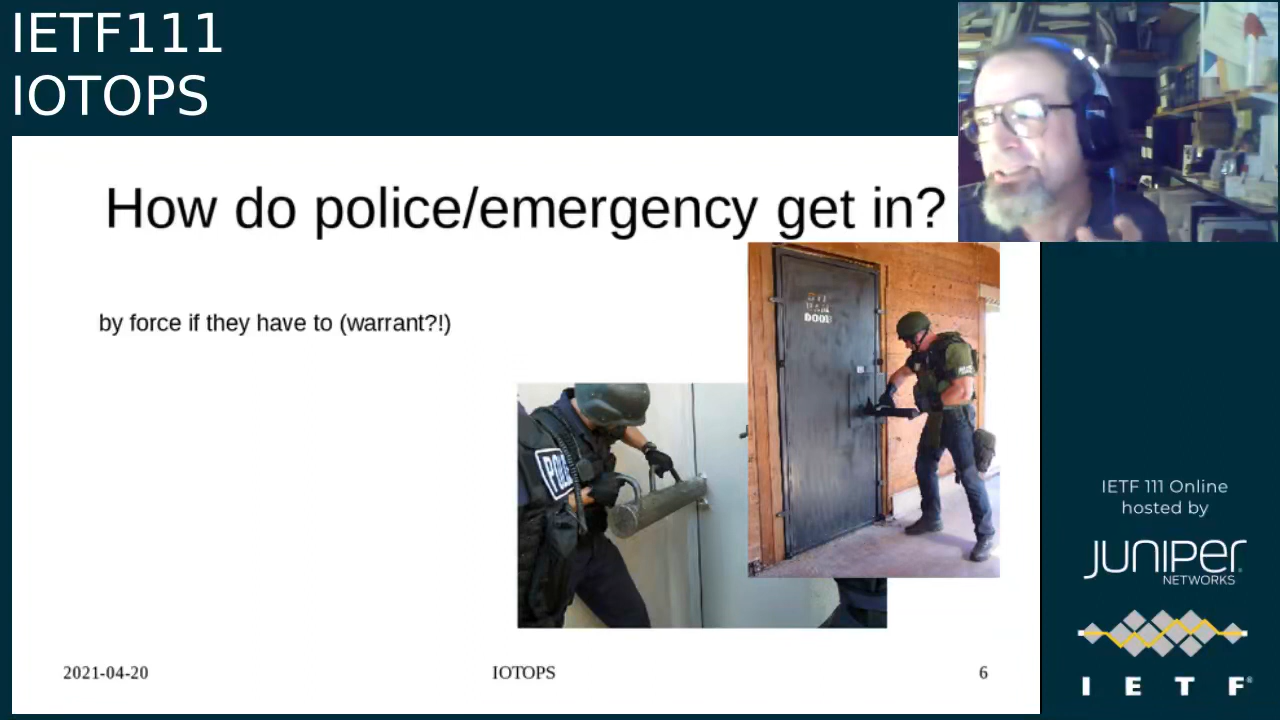 IETF111
IOTOPS
How do police/emergency get in?
by force if they have to (warrant?!)
DOOR
2021-04-20
IOTOPS
6
IETF 111 Online
hosted by
JUNIPER
NETWORKS
I E T F